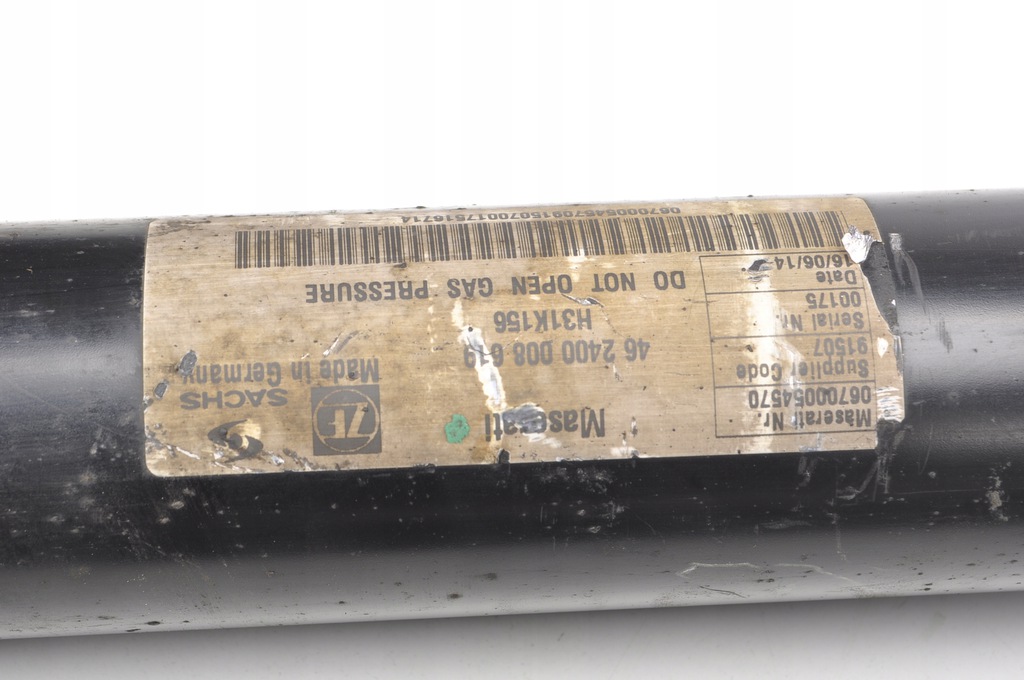 Maserati Nr.
06700054570
Supplier Code
91507
Serial Nr.
00175
Date
16/06/14
Maserati
46 2400 008 619
H31K156
DO NOT OPEN GAS PRESSURE
ZF
SACHS
Made in Germany
06700054570915070017516714